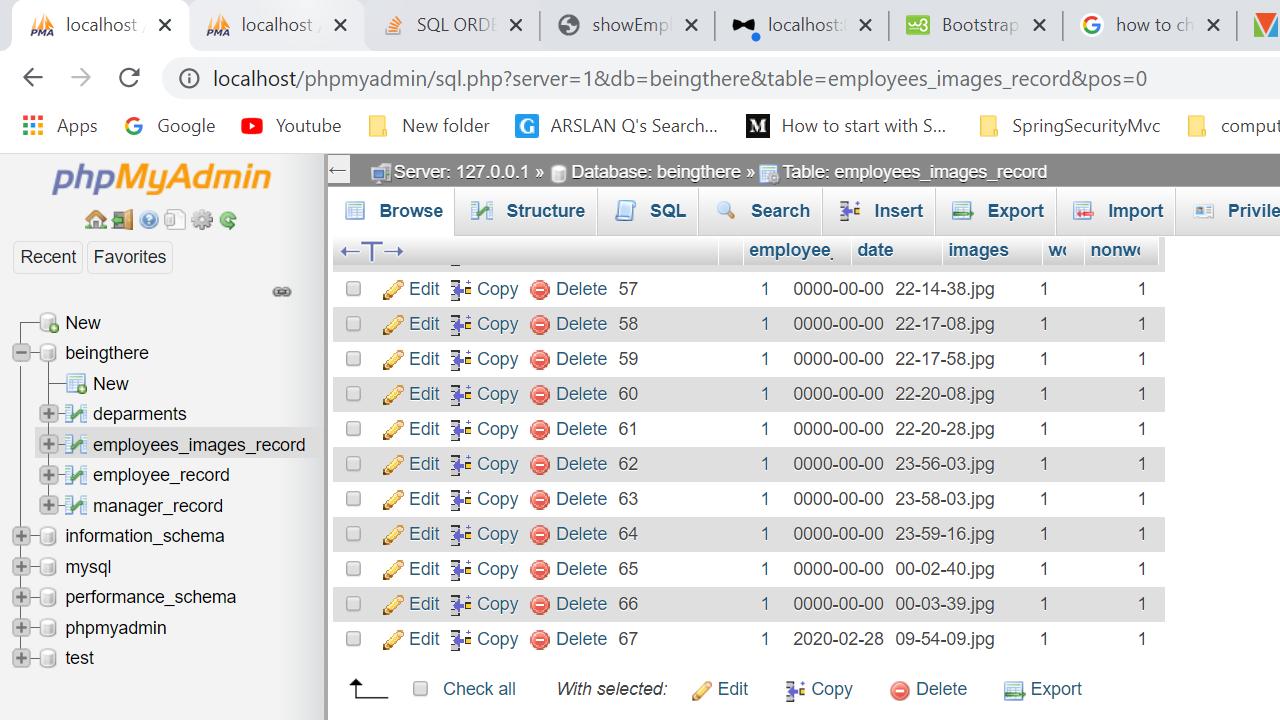 localhost / localhost / SQL ORDE showEmpl localhost: Bootstrap how to ch
localhost/phpmyadmin/sql.php?server=1&db=beingthere&table=employees_images_record&pos=0
Apps Google YouTube New folder ARSLAN Q's Search... How to start with S... SpringSecurityMvc comput
phpMyAdmin
Recent Favorites
New
beingthere
New
deparments
employees_images_record
employee_record
manager_record
information_schema
mysql
performance_schema
phpmyadmin
test
Server: 127.0.0.1 » Database: beingthere » Table: employees_images_record
Browse Structure SQL Search Insert Export Import Privile
←T→ employee_ date images wo nonwo
Edit Copy Delete 57 1 0000-00-00 22-14-38.jpg 1 1
Edit Copy Delete 58 1 0000-00-00 22-17-08.jpg 1 1
Edit Copy Delete 59 1 0000-00-00 22-17-58.jpg 1 1
Edit Copy Delete 60 1 0000-00-00 22-20-08.jpg 1 1
Edit Copy Delete 61 1 0000-00-00 22-20-28.jpg 1 1
Edit Copy Delete 62 1 0000-00-00 23-56-03.jpg 1 1
Edit Copy Delete 63 1 0000-00-00 23-58-03.jpg 1 1
Edit Copy Delete 64 1 0000-00-00 23-59-16.jpg 1 1
Edit Copy Delete 65 1 0000-00-00 00-02-40.jpg 1 1
Edit Copy Delete 66 1 0000-00-00 00-03-39.jpg 1 1
Edit Copy Delete 67 1 2020-02-28 09-54-09.jpg 1 1
Check all With selected: Edit Copy Delete Export